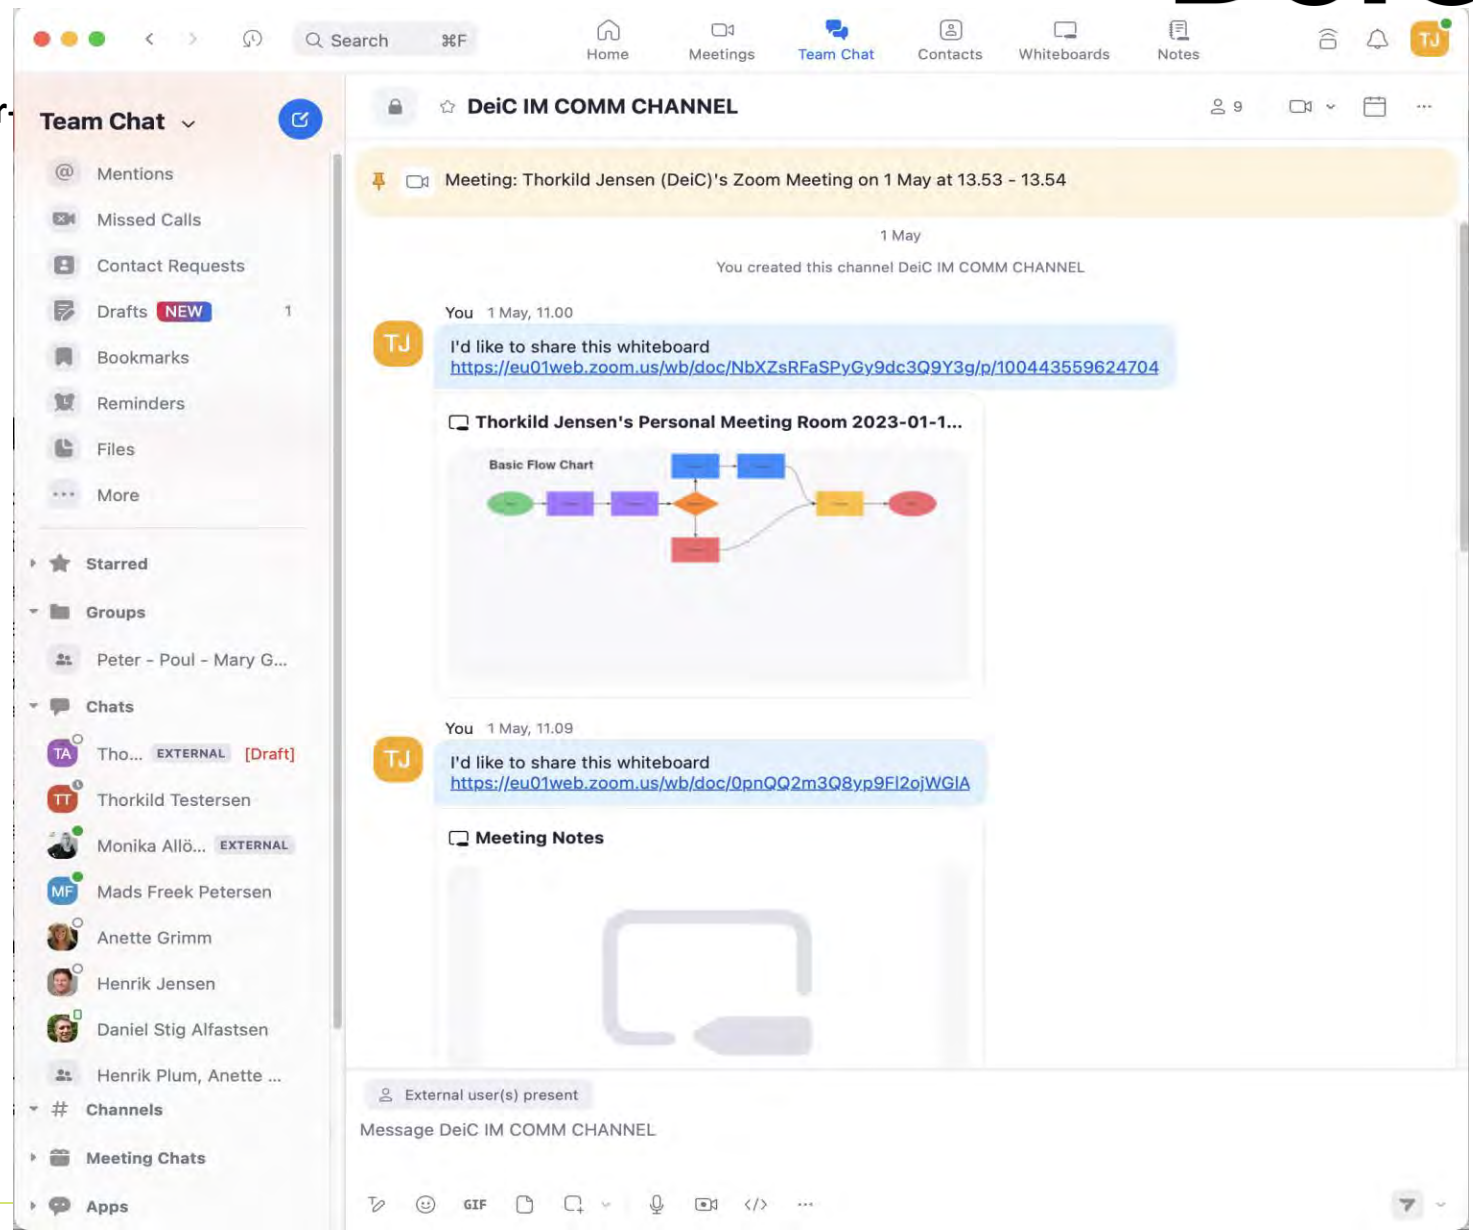 Search ⌘F
Home
Meetings
Team Chat
Contacts
Whiteboards
Notes
TJ
Team Chat
Mentions
Missed Calls
Contact Requests
Drafts NEW 1
Bookmarks
Reminders
Files
More
Starred
Groups
Peter - Poul - Mary G...
Chats
TA Tho... EXTERNAL [Draft]
TT Thorkild Testersen
Monika Allö... EXTERNAL
MF Mads Freek Petersen
Anette Grimm
Henrik Jensen
Daniel Stig Alfastsen
Henrik Plum, Anette ...
# Channels
Meeting Chats
Apps
DeiC IM COMM CHANNEL
9
Meeting: Thorkild Jensen (DeiC)'s Zoom Meeting on 1 May at 13.53 - 13.54
1 May
You created this channel DeiC IM COMM CHANNEL
You 1 May, 11.00
TJ
I'd like to share this whiteboard
https://eu01web.zoom.us/wb/doc/NbXZsRFaSPyGy9dc3Q9Y3g/p/100443559624704
Thorkild Jensen's Personal Meeting Room 2023-01-1...
Basic Flow Chart
You 1 May, 11.09
TJ
I'd like to share this whiteboard
https://eu01web.zoom.us/wb/doc/0pnQQ2m3Q8yp9Fl2ojWGlA
Meeting Notes
External user(s) present
Message DeiC IM COMM CHANNEL
GIF